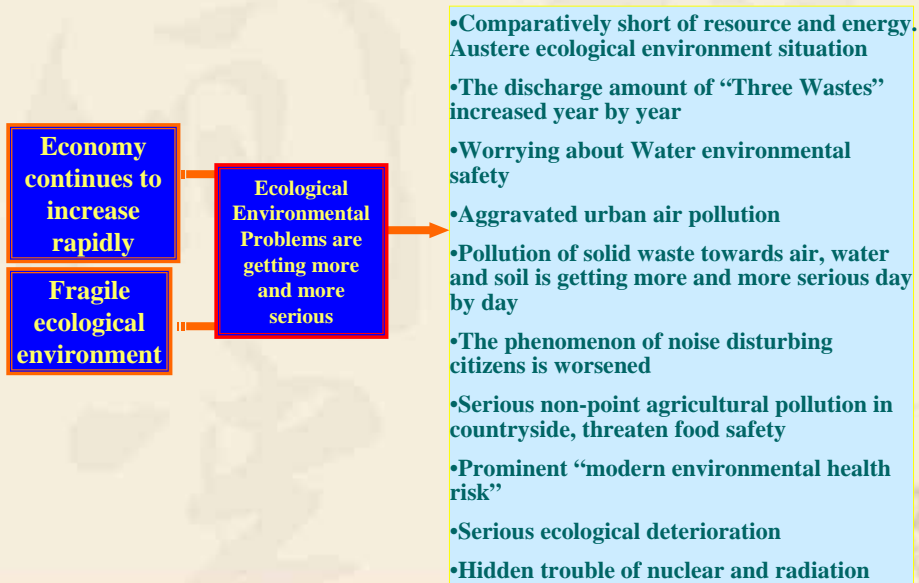 Economy
continues to
increase
rapidly
Fragile
ecological
environment
Ecological
Environmental
Problems are
getting more
and more
serious
•Comparatively short of resource and energy.
Austere ecological environment situation
•The discharge amount of “Three Wastes”
increased year by year
•Worrying about Water environmental
safety
•Aggravated urban air pollution
•Pollution of solid waste towards air, water
and soil is getting more and more serious day
by day
•The phenomenon of noise disturbing
citizens is worsened
•Serious non-point agricultural pollution in
countryside, threaten food safety
•Prominent “modern environmental health
risk”
•Serious ecological deterioration
•Hidden trouble of nuclear and radiation